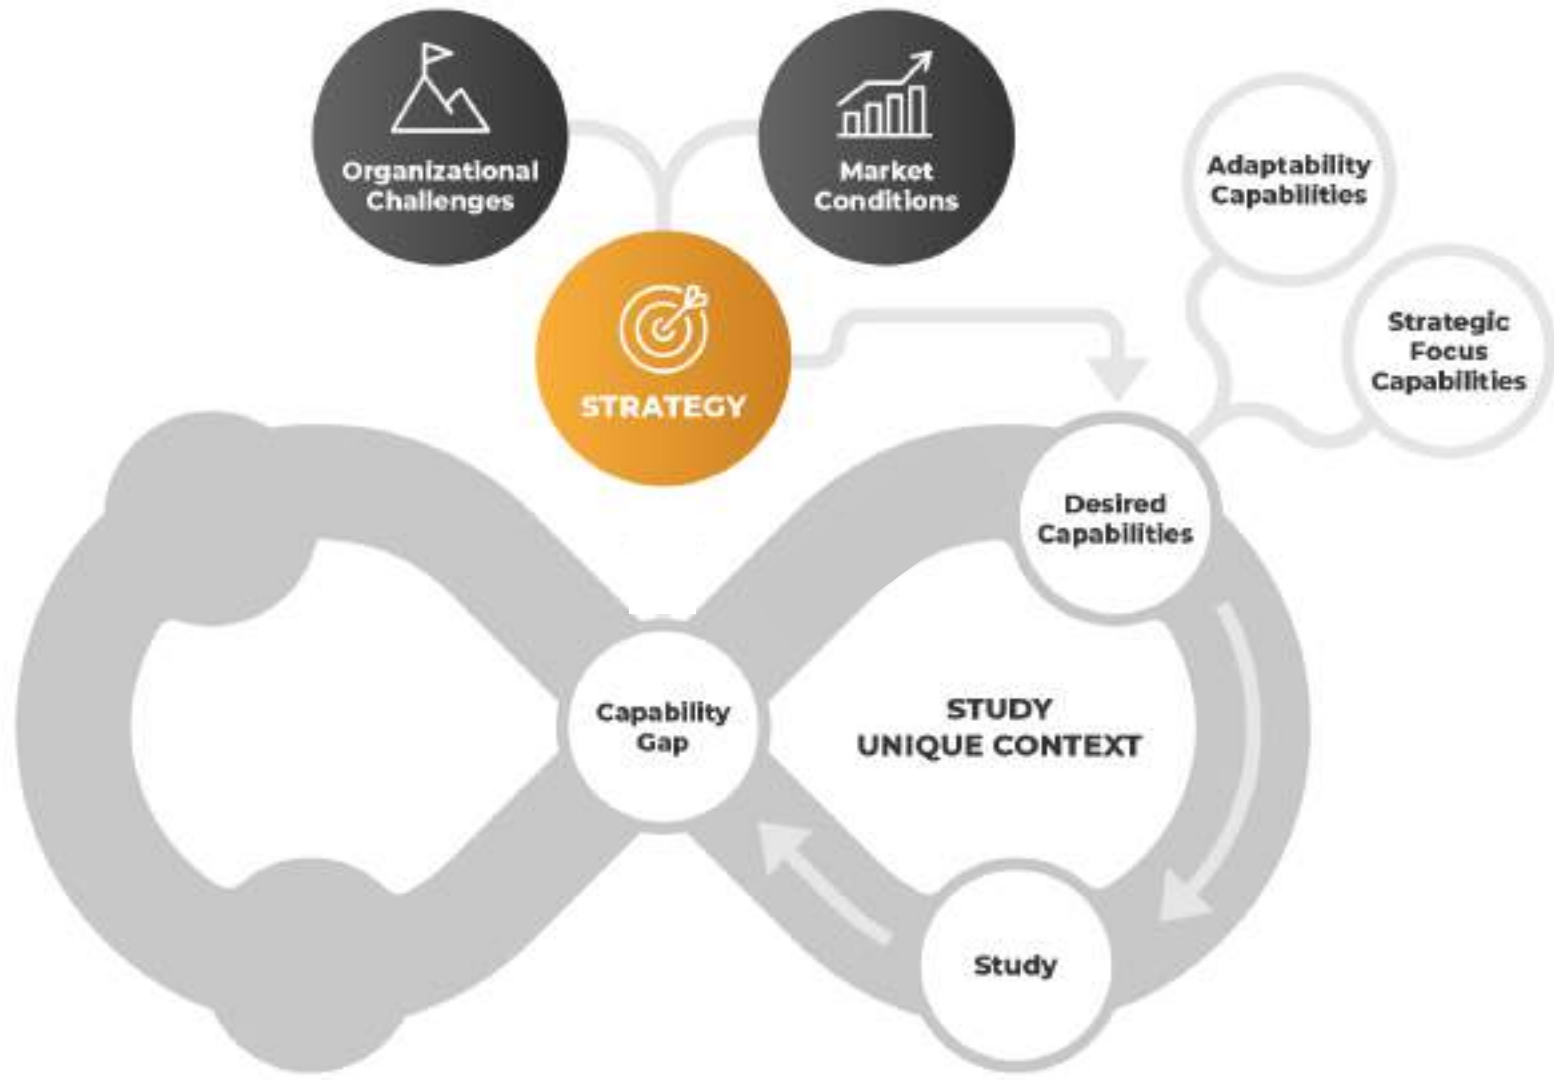 Organizational
Challenges
Market
Conditions
Adaptability
Capabilities
Strategic
Focus
Capabilities
STRATEGY
Desired
Capabilities
Capability
Gap
STUDY
UNIQUE CONTEXT
Study